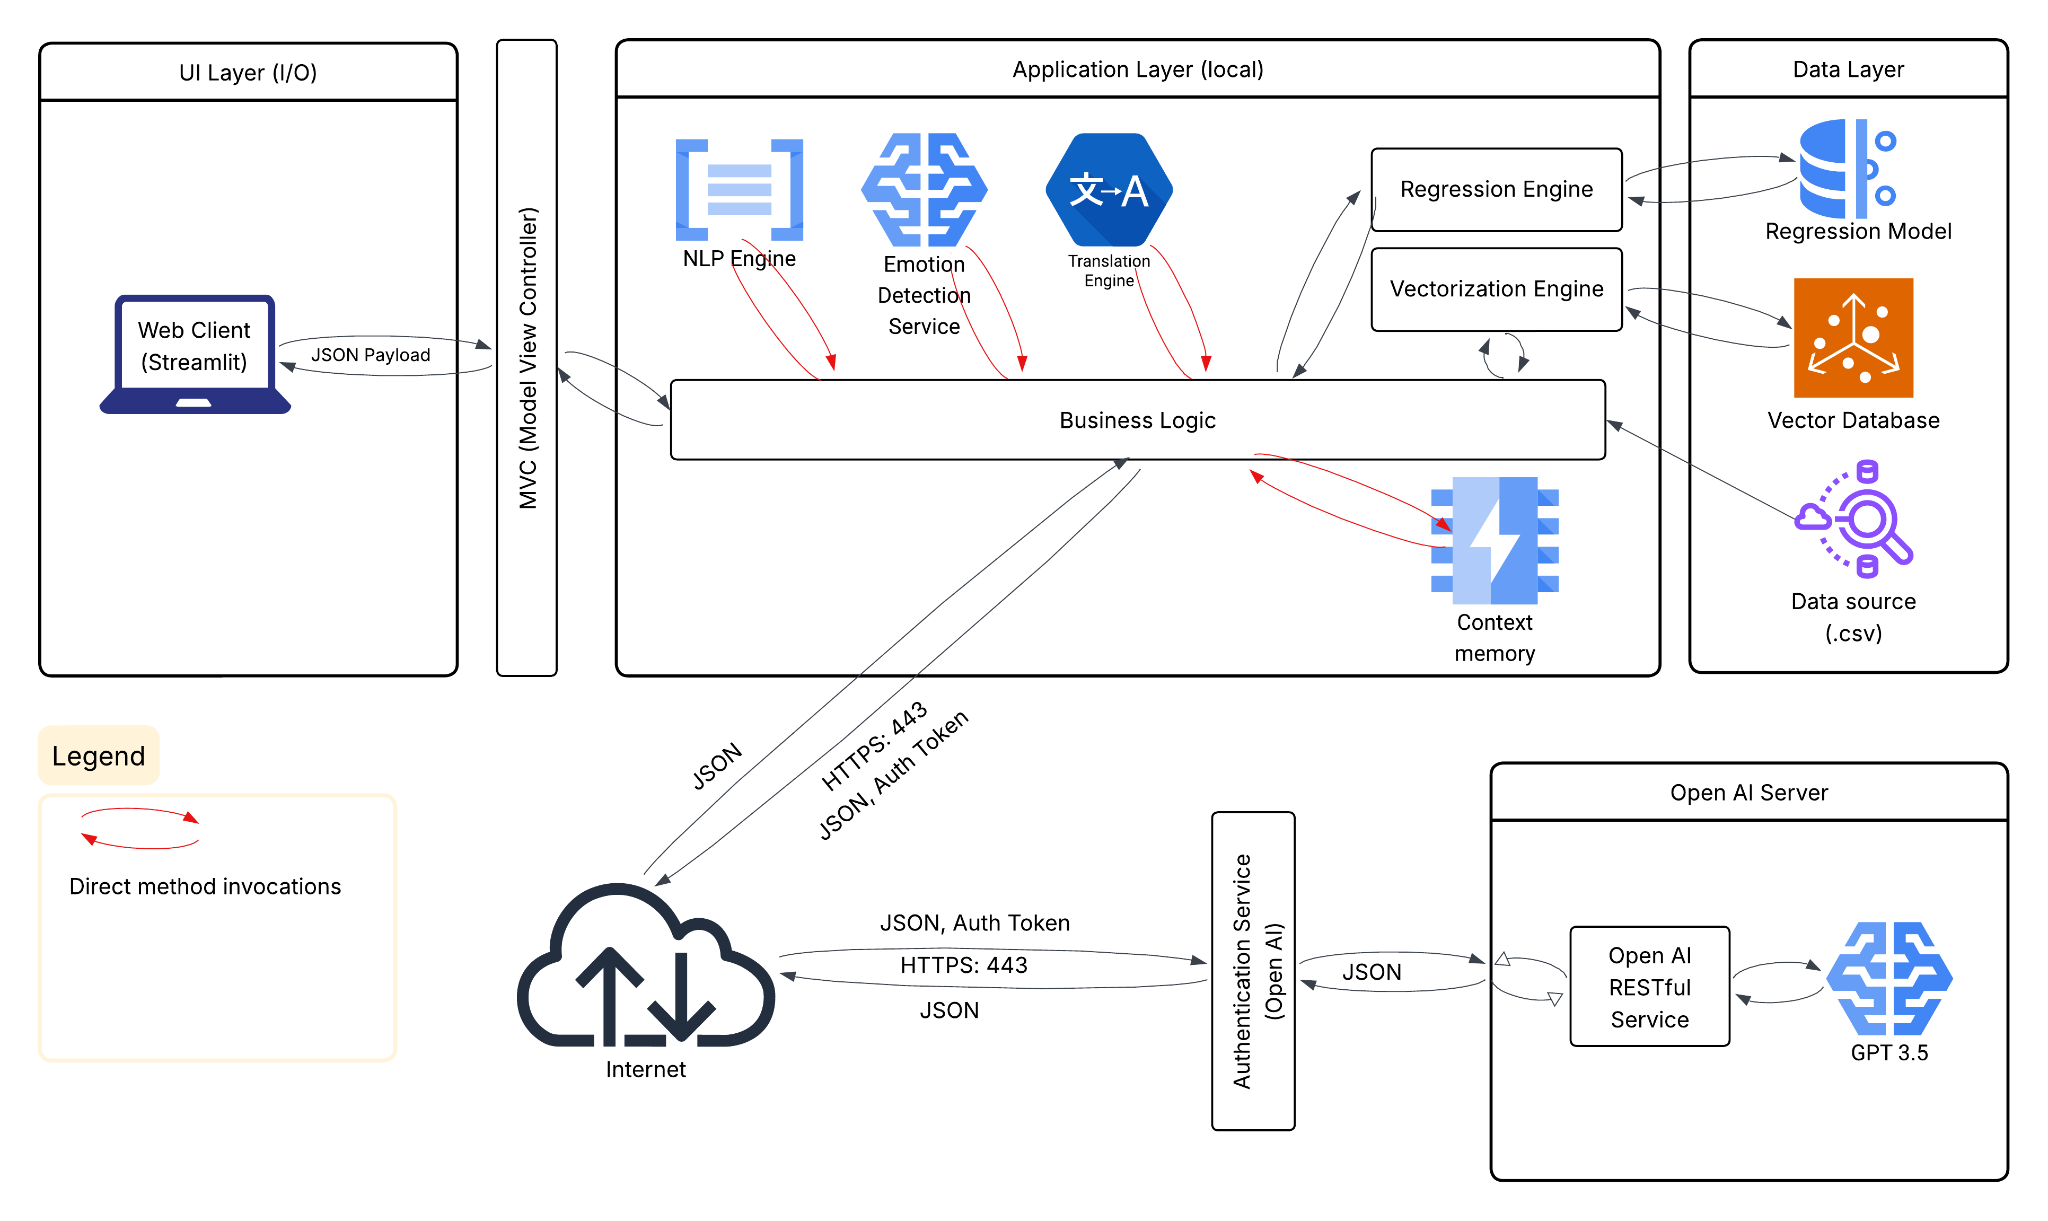 UI Layer (I/O)
Web Client
(Streamlit)
JSON Payload
MVC (Model View Controller)
Application Layer (local)
NLP Engine
Emotion
Detection
Service
文→A
Translation
Engine
Regression Engine
Vectorization Engine
Business Logic
Context
memory
Data Layer
Regression Model
Vector Database
Data source
(.csv)
Legend
Direct method invocations
JSON
HTTPS: 443
JSON, Auth Token
Internet
JSON, Auth Token
HTTPS: 443
JSON
Authentication Service
(Open AI)
JSON
Open AI Server
Open AI
RESTful
Service
GPT 3.5